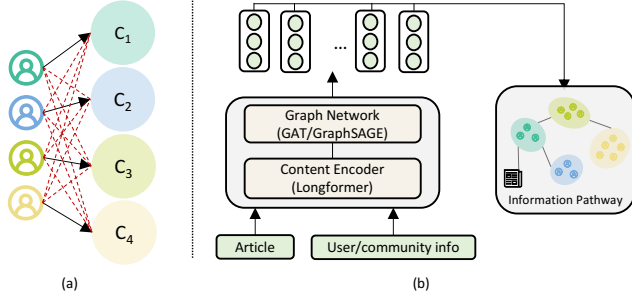 C1
C2
C3
C4
(a)
...
Graph Network
(GAT/GraphSAGE)
Content Encoder
(Longformer)
Article
User/community info
Information Pathway
(b)